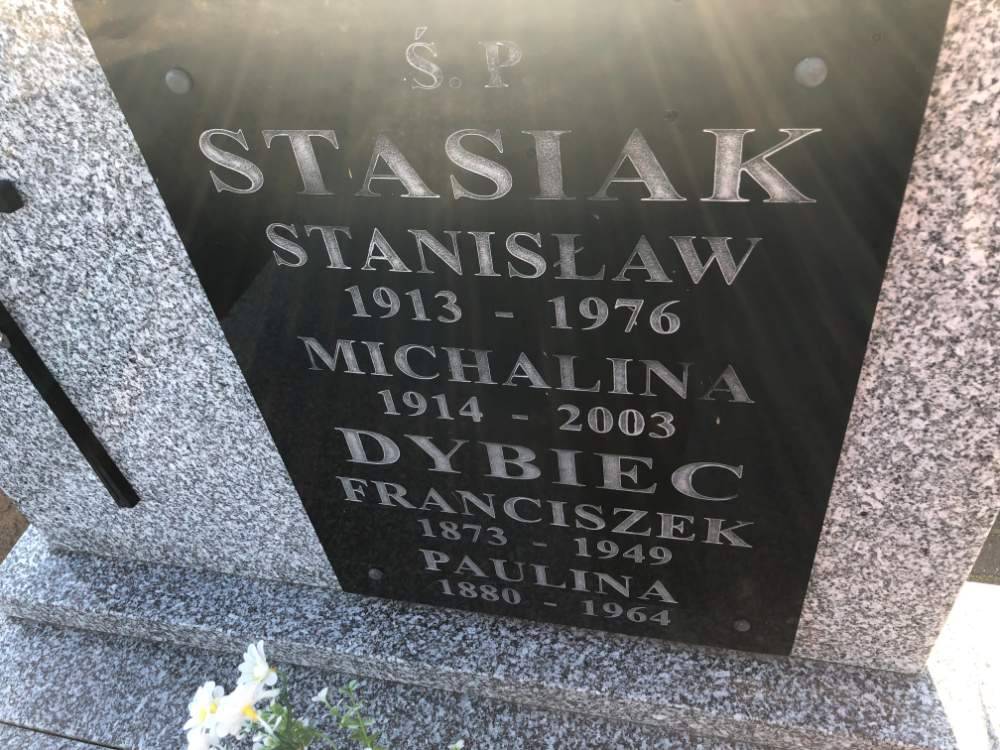 Ś.P
STASIAK
STANISŁAW
1913 - 1976
MICHALINA
1914 - 2003
DYBIEC
FRANCISZEK
1873 - 1949
PAULINA
1880 - 1964